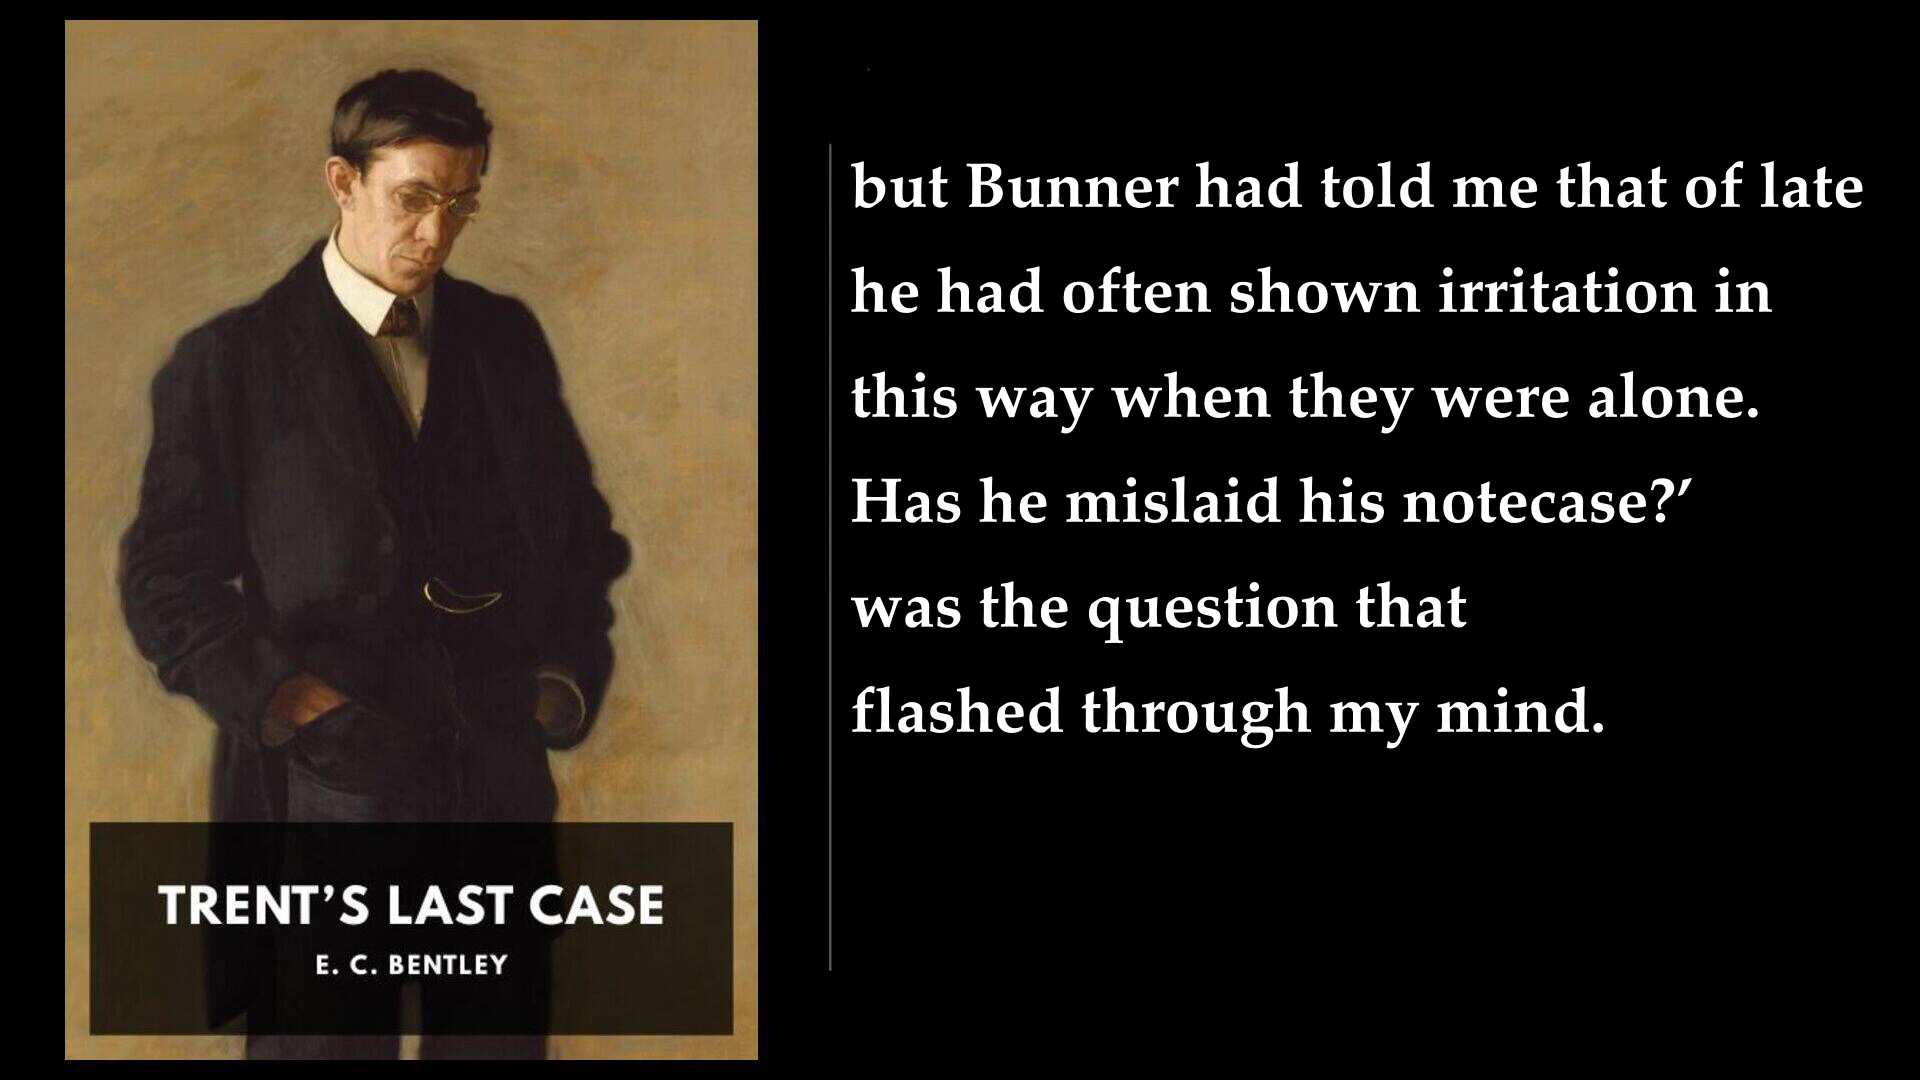 but Bunner had told me that of late
he had often shown irritation in
this way when they were alone.
Has he mislaid his notecase?’
was the question that
flashed through my mind.
TRENT’S LAST CASE
E. C. BENTLEY